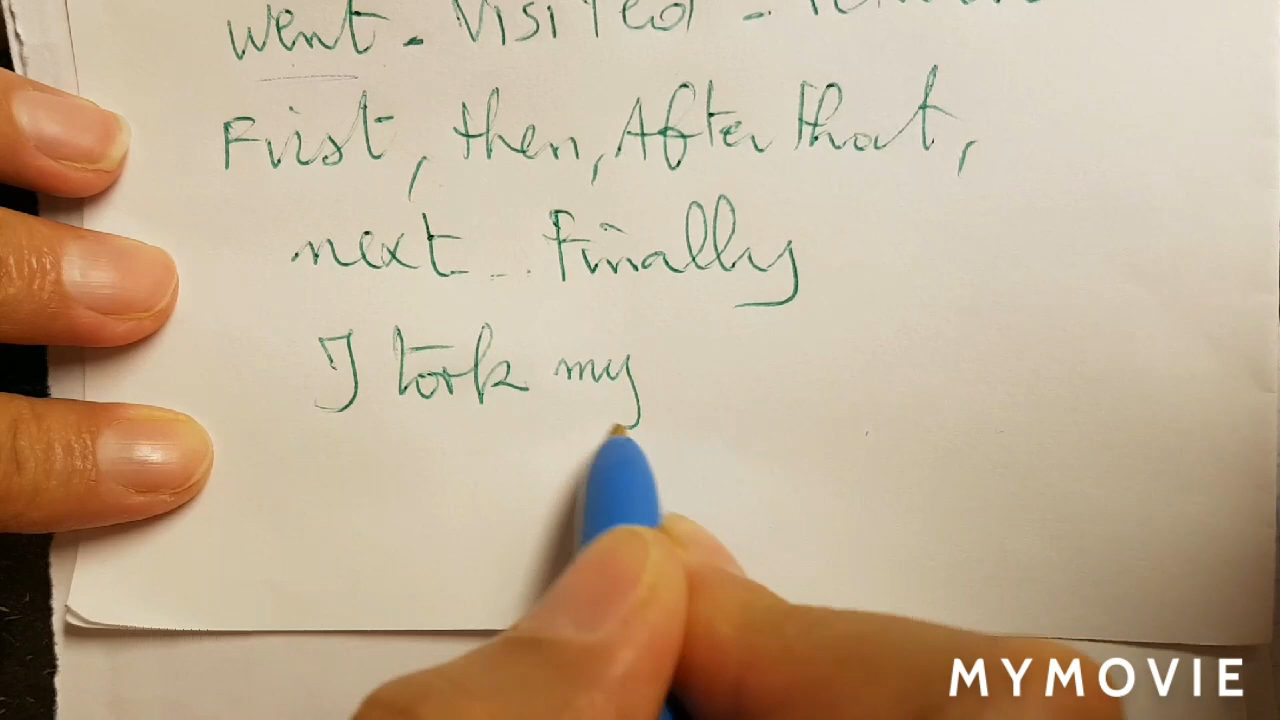 went - visited -
First, then, After that,
next... Finally
I took my
MYMOVIE